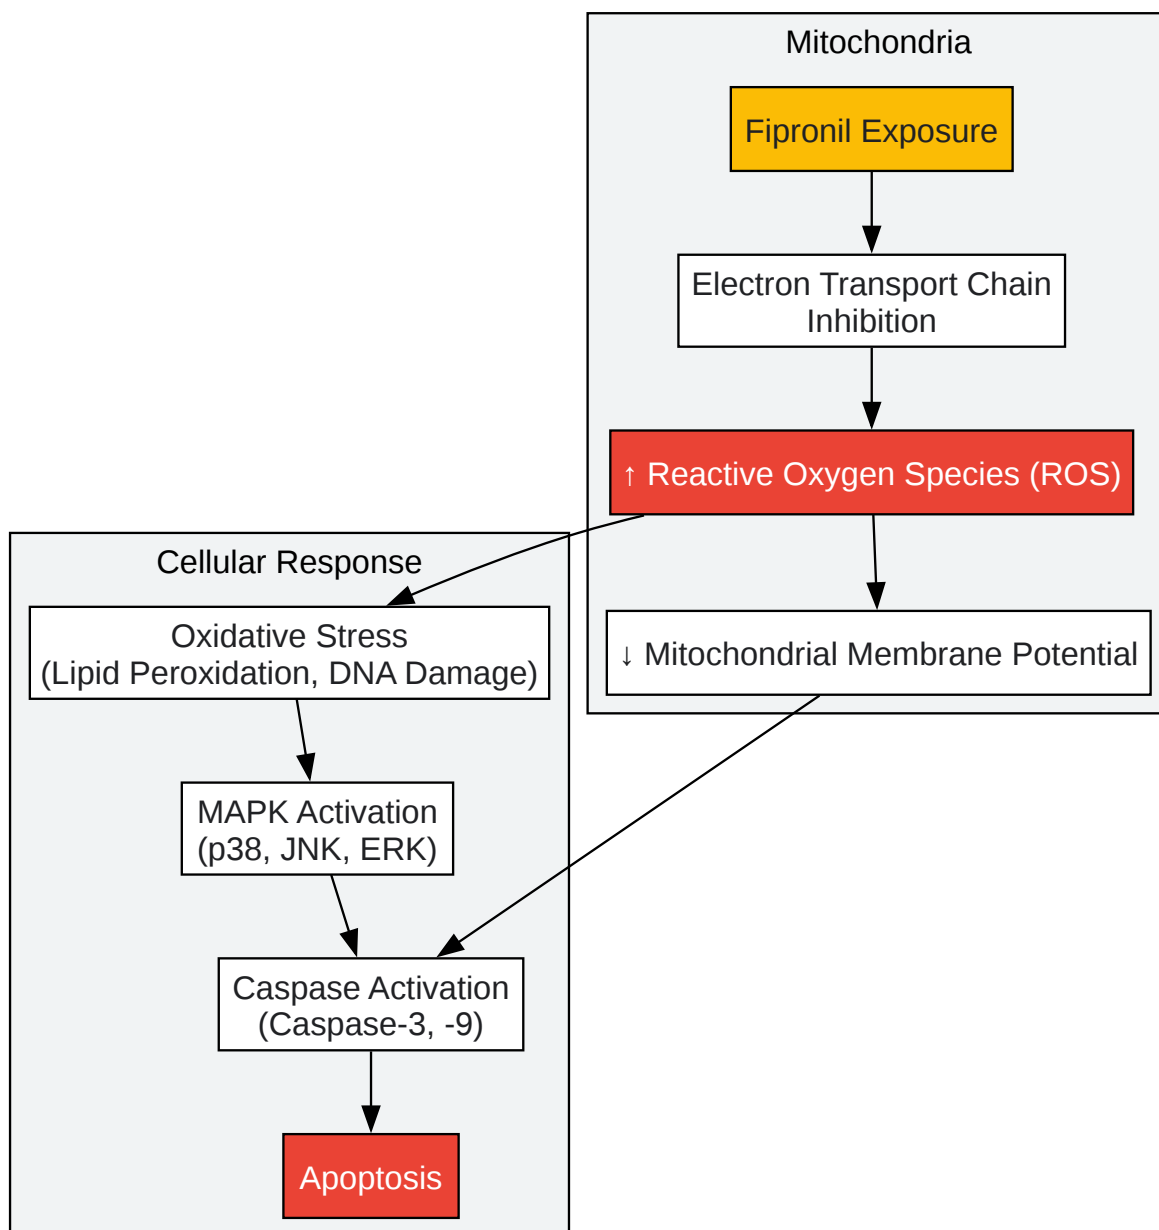 Mitochondria
Fipronil Exposure
Electron Transport Chain
Inhibition
↑ Reactive Oxygen Species (ROS)
↓ Mitochondrial Membrane Potential
Cellular Response
Oxidative Stress
(Lipid Peroxidation, DNA Damage)
MAPK Activation
(p38, JNK, ERK)
Caspase Activation
(Caspase-3, -9)
Apoptosis